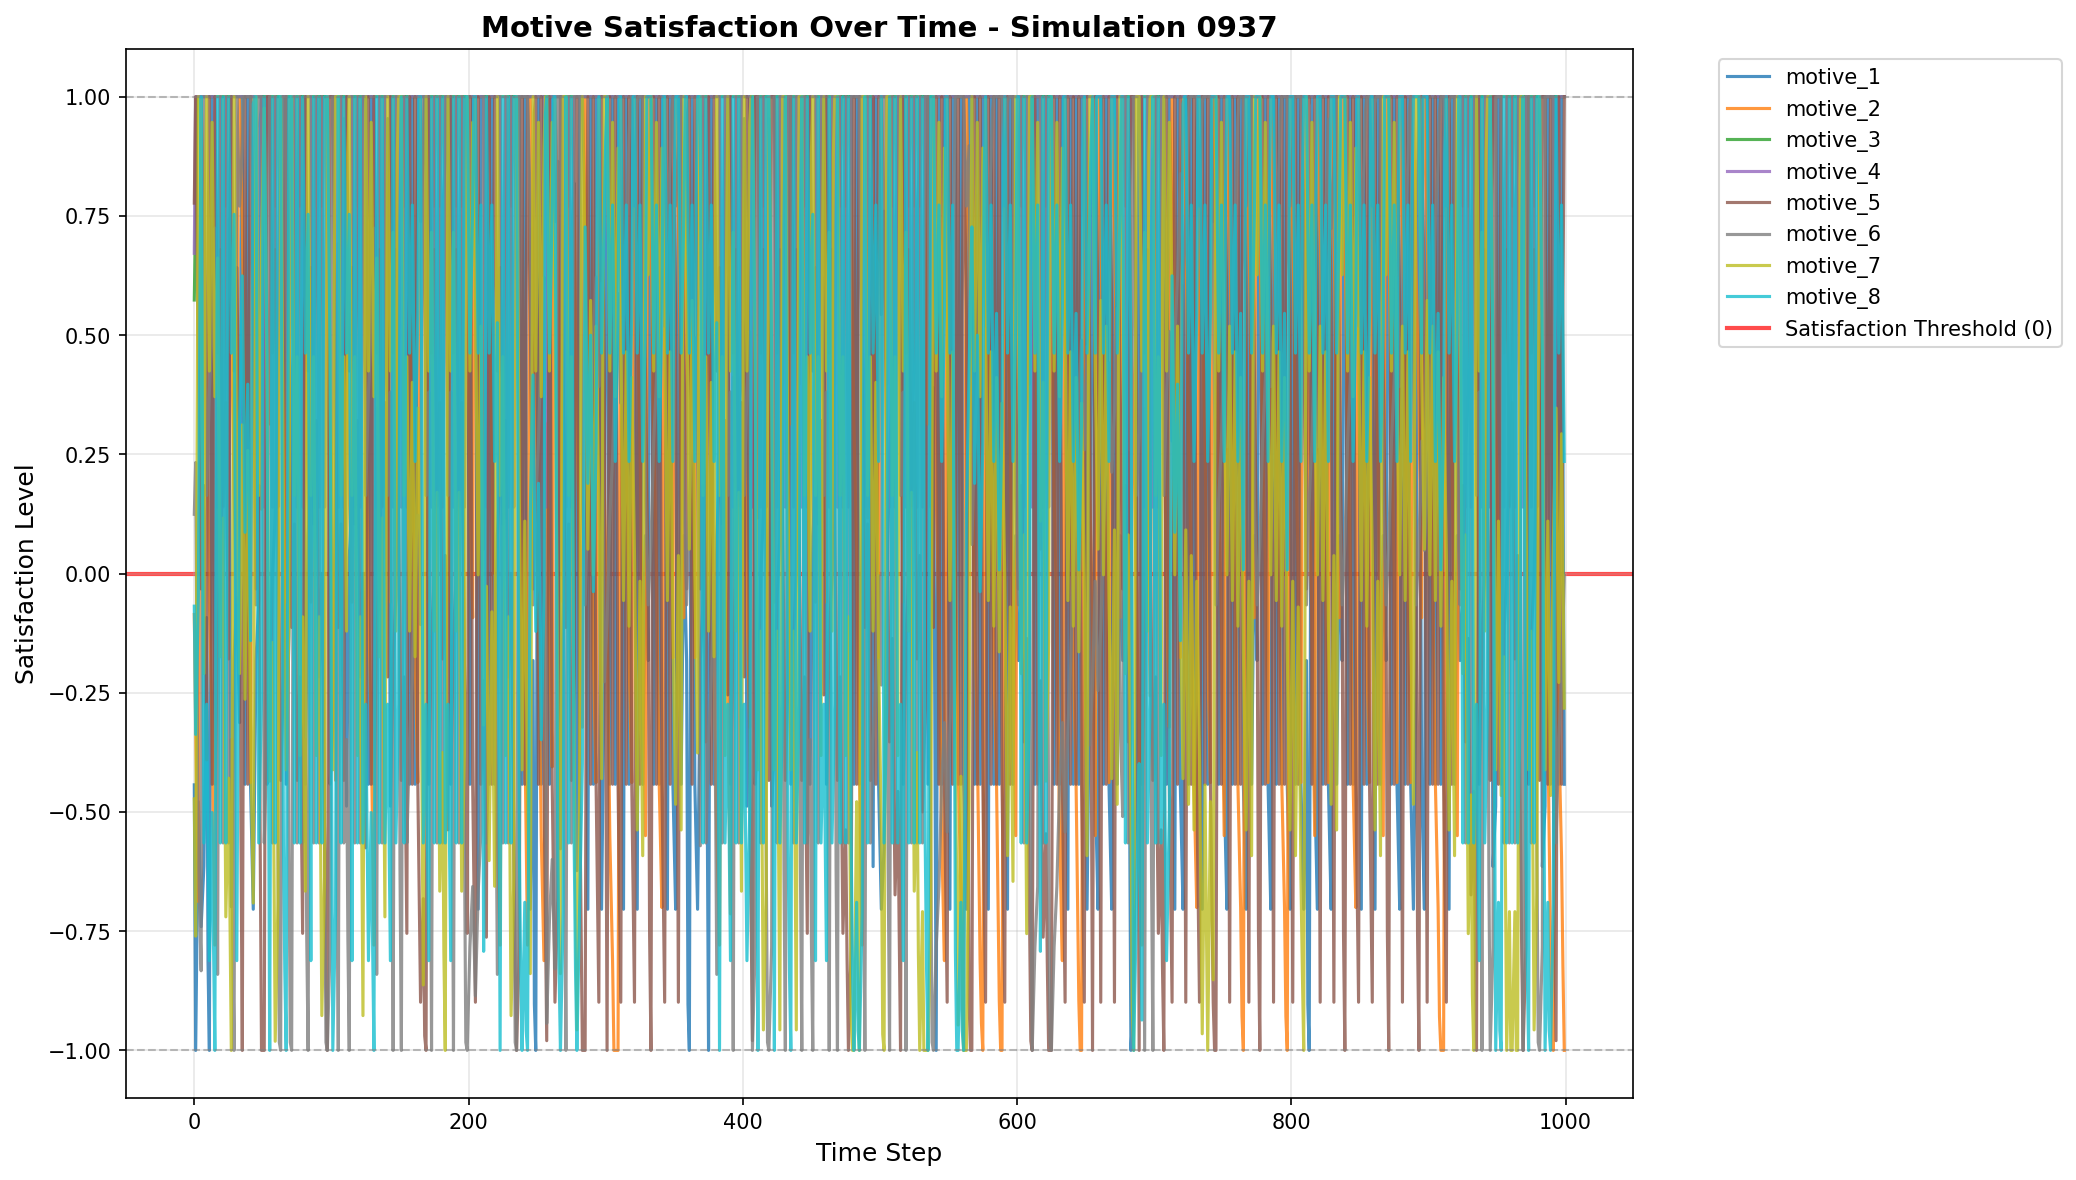 Motive Satisfaction Over Time - Simulation 0937
1.00
0.75
0.50
0.25
0.00
−0.25
−0.50
−0.75
−1.00
Satisfaction Level
0
200
400
600
800
1000
Time Step
motive_1
motive_2
motive_3
motive_4
motive_5
motive_6
motive_7
motive_8
Satisfaction Threshold (0)